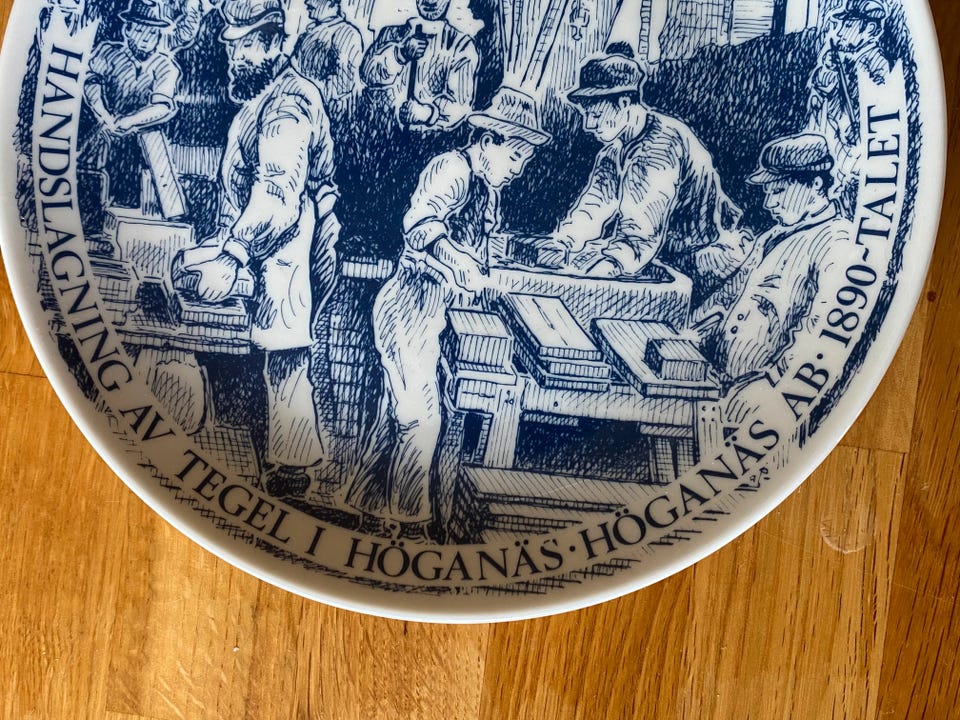 HANDSLAGNING AV TEGEL I HÖGANÄS · HÖGANÄS AB · 1890~TALET